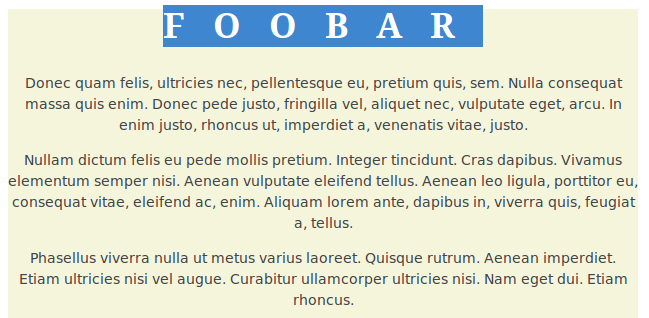 FOOBAR
Donec quam felis, ultricies nec, pellentesque eu, pretium quis, sem. Nulla consequat
massa quis enim. Donec pede justo, fringilla vel, aliquet nec, vulputate eget, arcu. In
enim justo, rhoncus ut, imperdiet a, venenatis vitae, justo.
Nullam dictum felis eu pede mollis pretium. Integer tincidunt. Cras dapibus. Vivamus
elementum semper nisi. Aenean vulputate eleifend tellus. Aenean leo ligula, porttitor eu,
consequat vitae, eleifend ac, enim. Aliquam lorem ante, dapibus in, viverra quis, feugiat
a, tellus.
Phasellus viverra nulla ut metus varius laoreet. Quisque rutrum. Aenean imperdiet.
Etiam ultricies nisi vel augue. Curabitur ullamcorper ultricies nisi. Nam eget dui. Etiam
rhoncus.